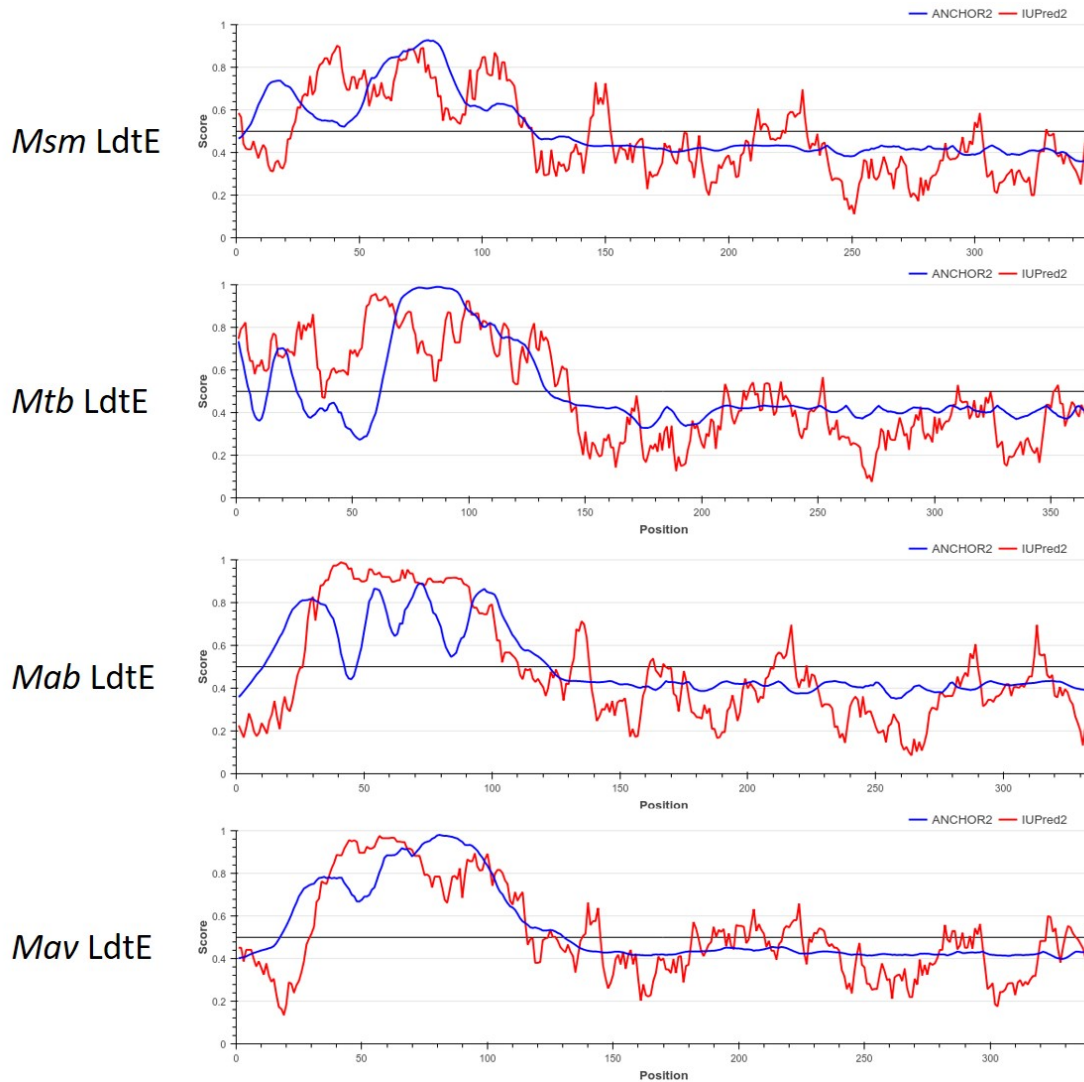 ANCHOR2 IUPred2
Msm LdtE
Score
1
0.8
0.6
0.4
0.2
0
0 50 100 150 200 250 300
ANCHOR2 IUPred2
Mtb LdtE
Score
1
0.8
0.6
0.4
0.2
0
0 50 100 150 200 250 300 350
Position
ANCHOR2 IUPred2
Mab LdtE
Score
1
0.8
0.6
0.4
0.2
0
0 50 100 150 200 250 300
Position
ANCHOR2 IUPred2
Mav LdtE
Score
1
0.8
0.6
0.4
0.2
0
0 50 100 150 200 250 300
Position